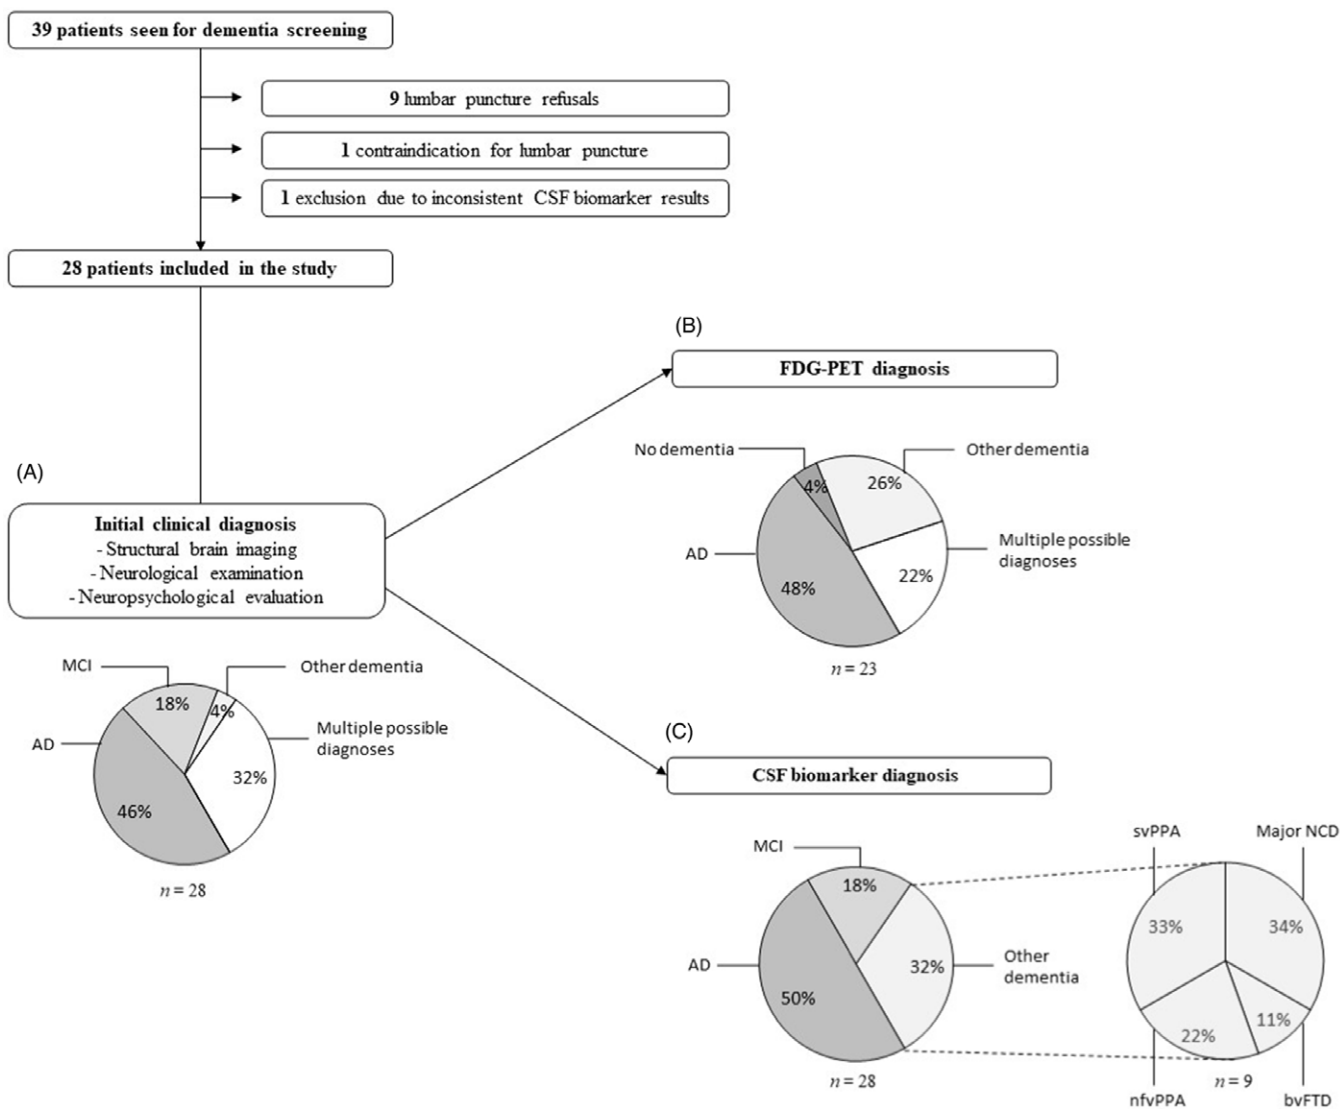 39 patients seen for dementia screening
9 lumbar puncture refusals
1 contraindication for lumbar puncture
1 exclusion due to inconsistent CSF biomarker results
28 patients included in the study
(A)
Initial clinical diagnosis
- Structural brain imaging
- Neurological examination
- Neuropsychological evaluation
MCI
Other dementia
AD
Multiple possible
diagnoses
18%
4%
32%
46%
n = 28
(B)
FDG-PET diagnosis
No dementia
Other dementia
AD
Multiple possible
diagnoses
4%
26%
22%
48%
n = 23
(C)
CSF biomarker diagnosis
MCI
AD
Other
dementia
18%
32%
50%
n = 28
svPPA
Major NCD
33%
34%
22%
11%
n = 9
nfvPPA
bvFTD